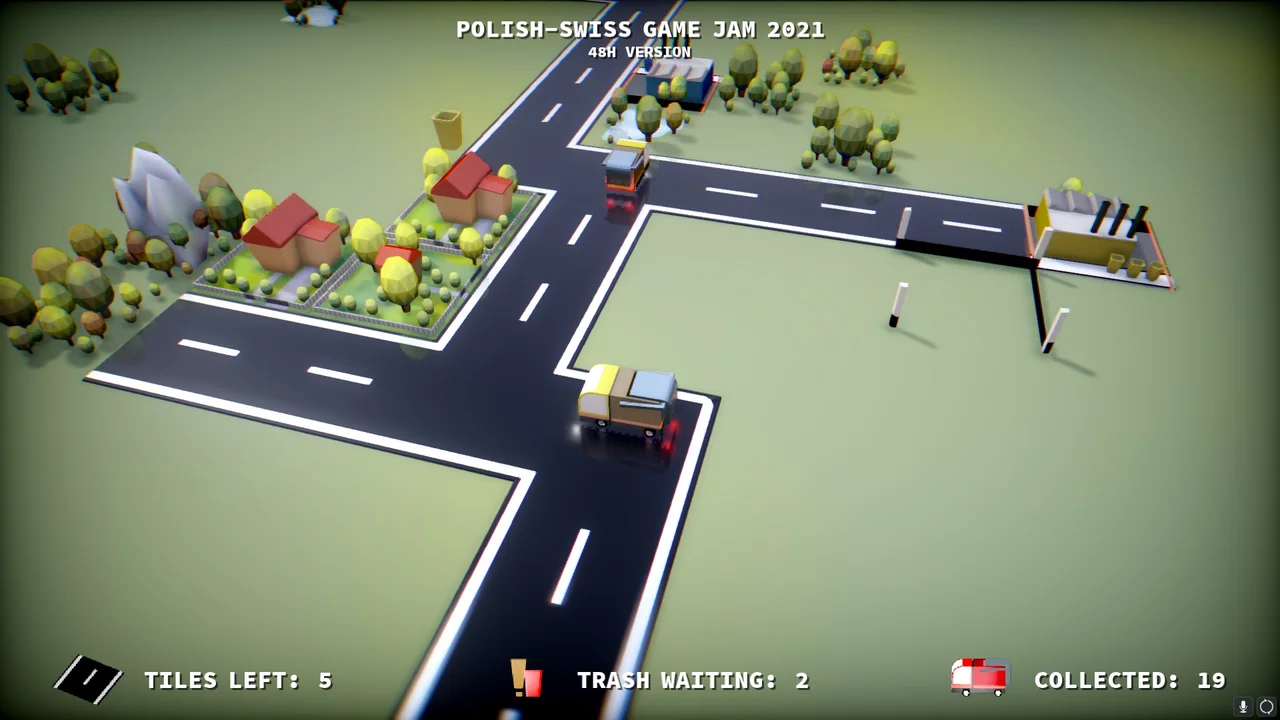 POLISH-SWISS GAME JAM 2021
48H VERSION
TILES LEFT: 5
TRASH WAITING: 2
COLLECTED: 19